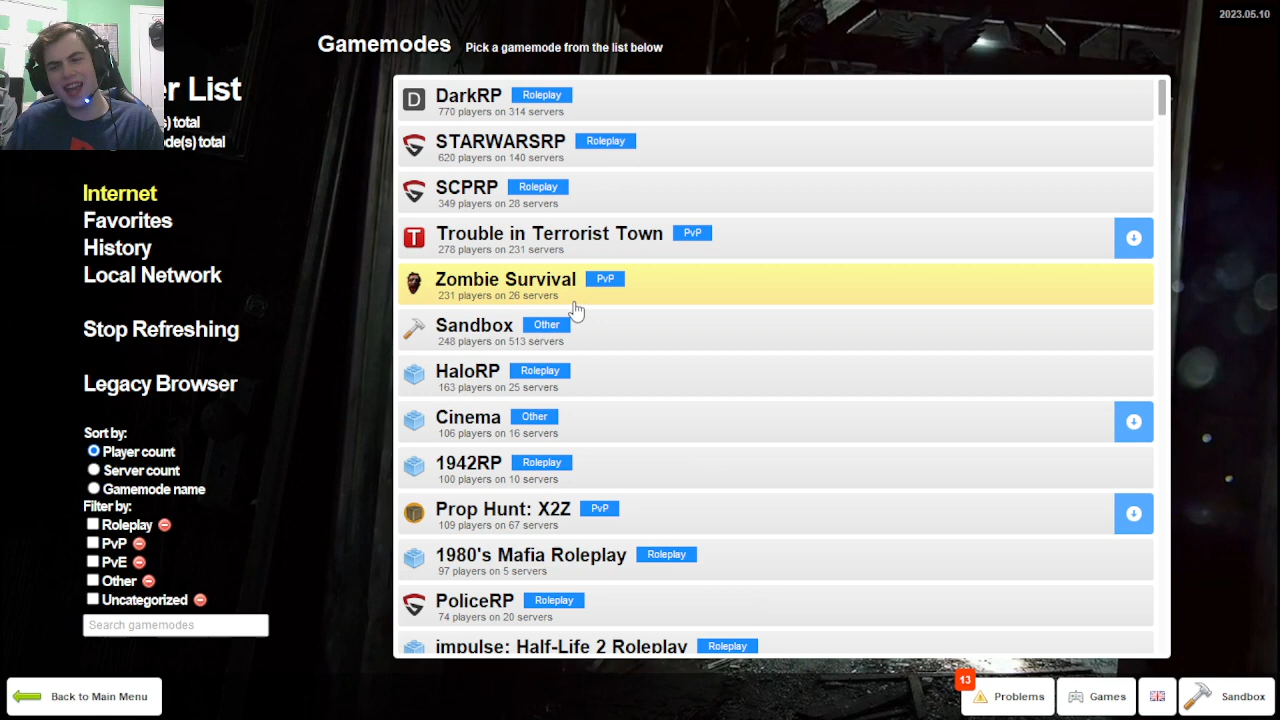 2023.05.10
Gamemodes Pick a gamemode from the list below
er List
s) total
de(s) total
Internet
Favorites
History
Local Network
Stop Refreshing
Legacy Browser
Sort by:
Player count
Server count
Gamemode name
Filter by:
Roleplay
PvP
PvE
Other
Uncategorized
Search gamemodes
D DarkRP Roleplay
770 players on 314 servers
STARWARSRP Roleplay
620 players on 140 servers
SCPRP Roleplay
349 players on 28 servers
T Trouble in Terrorist Town PvP
278 players on 231 servers
Zombie Survival PvP
231 players on 26 servers
Sandbox Other
248 players on 513 servers
HaloRP Roleplay
163 players on 25 servers
Cinema Other
106 players on 16 servers
1942RP Roleplay
100 players on 10 servers
Prop Hunt: X2Z PvP
109 players on 67 servers
1980's Mafia Roleplay Roleplay
97 players on 5 servers
PoliceRP Roleplay
74 players on 20 servers
impulse: Half-Life 2 Roleplay Roleplay
Back to Main Menu
13
Problems
Games
Sandbox